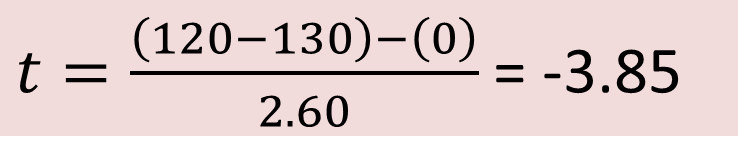 t = (120−130)−(0) / 2.60 = -3.85